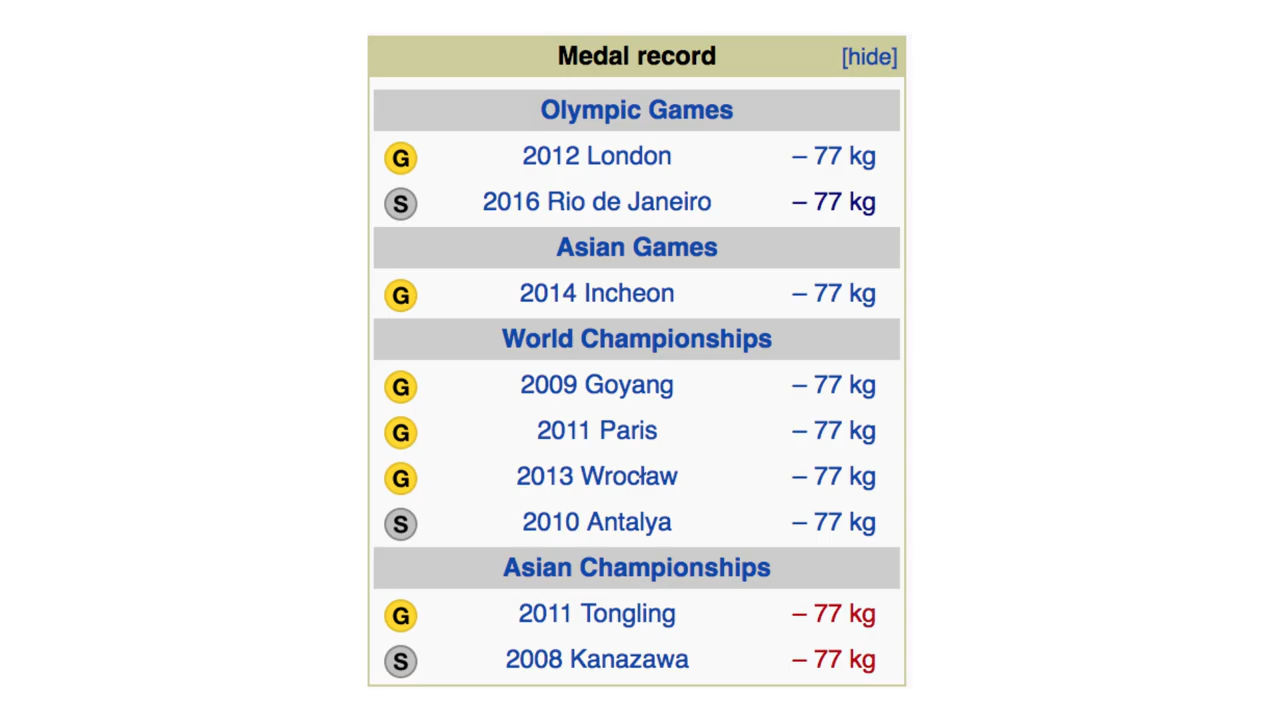 Medal record [hide]
Olympic Games
G 2012 London – 77 kg
S 2016 Rio de Janeiro – 77 kg
Asian Games
G 2014 Incheon – 77 kg
World Championships
G 2009 Goyang – 77 kg
G 2011 Paris – 77 kg
G 2013 Wrocław – 77 kg
S 2010 Antalya – 77 kg
Asian Championships
G 2011 Tongling – 77 kg
S 2008 Kanazawa – 77 kg